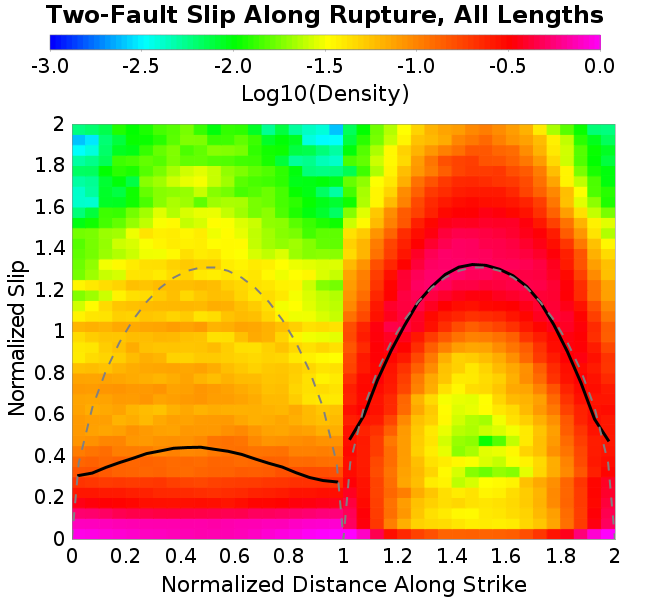 Two-Fault Slip Along Rupture, All Lengths
-3.0 -2.5 -2.0 -1.5 -1.0 -0.5 0.0
Log10(Density)
2
1.8
1.6
1.4
1.2
1
0.8
0.6
0.4
0.2
0
Normalized Slip
0 0.2 0.4 0.6 0.8 1 1.2 1.4 1.6 1.8 2
Normalized Distance Along Strike